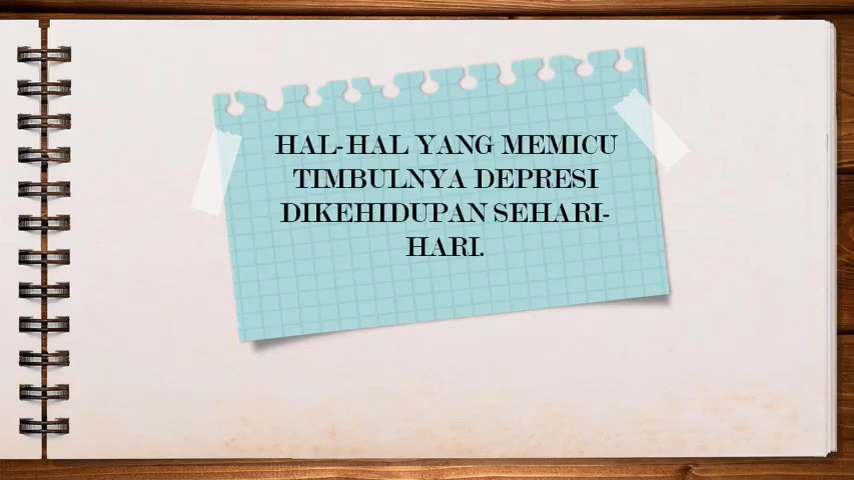 HAL-HAL YANG MEMICU
TIMBULNYA DEPRESI
DIKEHIDUPAN SEHARI-
HARI.